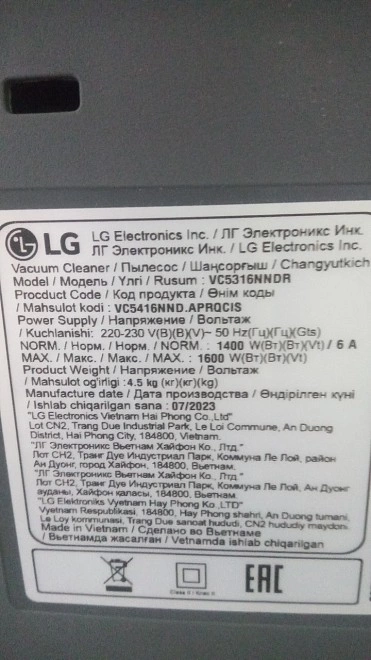 LG
LG Electronics Inc. / ЛГ Электроникс Инк.
ЛГ Электроникс Инк. / LG Electronics Inc.
Vacuum Cleaner / Пылесос / Шаңсорғыш / Changyutkich
Model / Модель / Үлгі / Rusum : VC5316NNDR
Procduct Code / Код продукта / Өнім коды
/ Mahsulot kodi : VC5416NND.APRQCIS
Power Supply / Напряжение / Вольтаж
/ Kuchlanishi: 220-230 V(В)(В)(V)~ 50 Hz(Гц)(Гц)(Gts)
NORM. / Норм. / Норм. / NORM. : 1400 W(Вт)(Вт)(Vt) / 6 A
MAX. / Макс. / Макс. / MAX. : 1600 W(Вт)(Вт)(Vt)
Product Weight / Напряжение / Вольтаж
/ Mahsulot og'irligi : 4.5 kg (кг)(кг)(kg)
Manufacture date / Дата производства / Өндірілген күні
/ Ishlab chiqarilgan sana : 07/2023
"LG Electronics Vietnam Hai Phong Co.,Ltd"
Lot CN2, Trang Due Industrial Park, Le Loi Commune, An Duong
District, Hai Phong City, 184800, Vietnam.
"ЛГ Электроникс Вьетнам Хайфон Ко., Лтд."
Лот CH2, Транг Дуе Индустриал Парк, Коммуна Ле Лой, район
Ан Дуонг, город Хайфон, 184800, Вьетнам.
"ЛГ Электроникс Вьетнам Хай Фонг Ко., Лтд."
Лот CH2, Транг Дуе Индустриал Парк, Коммуна Ле Лой, Ан Дуонг
ауданы, Хайфон қаласы, 184800, Вьетнам.
"LG Elektroniks Vyetnam Hay Phong Ko.,LTD"
Vyetnam Respublikasi, 184800, Hay Phong shahri, An Duong tumani,
Le Loy kommunasi, Trang Due sanoat hududi, CN2 hududiy maydoni.
Made in Vietnam / Сделано во Вьетнаме
/ Вьетнамда жасалған / Vetnamda ishlab chiqarilgan
Class II
EAC